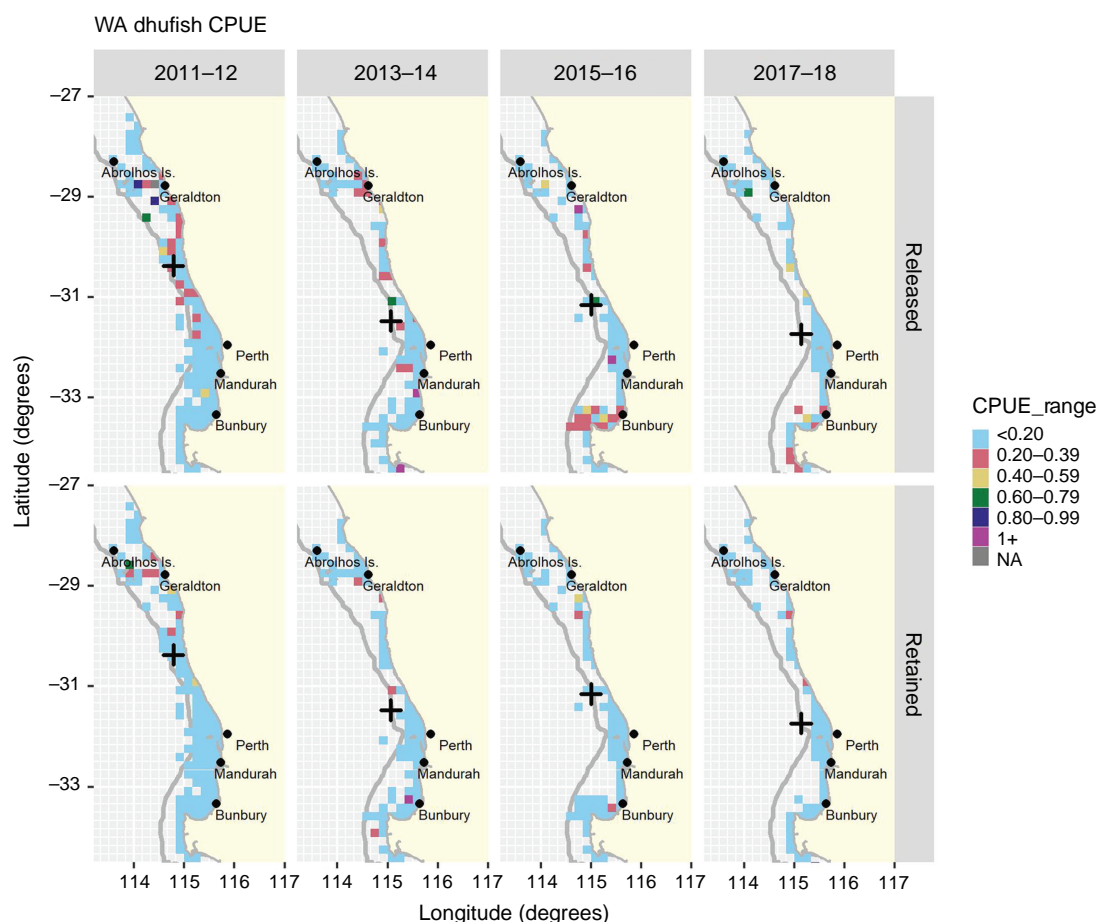 WA dhufish CPUE
2011–12
2013–14
2015–16
2017–18
–27
Abrolhos Is.
Geraldton
Perth
Mandurah
Bunbury
Abrolhos Is.
Geraldton
Perth
Mandurah
Bunbury
Abrolhos Is.
Geraldton
Perth
Mandurah
Bunbury
Abrolhos Is.
Geraldton
Perth
Mandurah
Bunbury
–29
–31
–33
Released
Latitude (degrees)
–27
Abrolhos Is.
Geraldton
Perth
Mandurah
Bunbury
Abrolhos Is.
Geraldton
Perth
Mandurah
Bunbury
Abrolhos Is.
Geraldton
Perth
Mandurah
Bunbury
Abrolhos Is.
Geraldton
Perth
Mandurah
Bunbury
–29
–31
–33
Retained
114 115 116 117
114 115 116 117
114 115 116 117
114 115 116 117
Longitude (degrees)
CPUE_range
<0.20
0.20–0.39
0.40–0.59
0.60–0.79
0.80–0.99
1+
NA